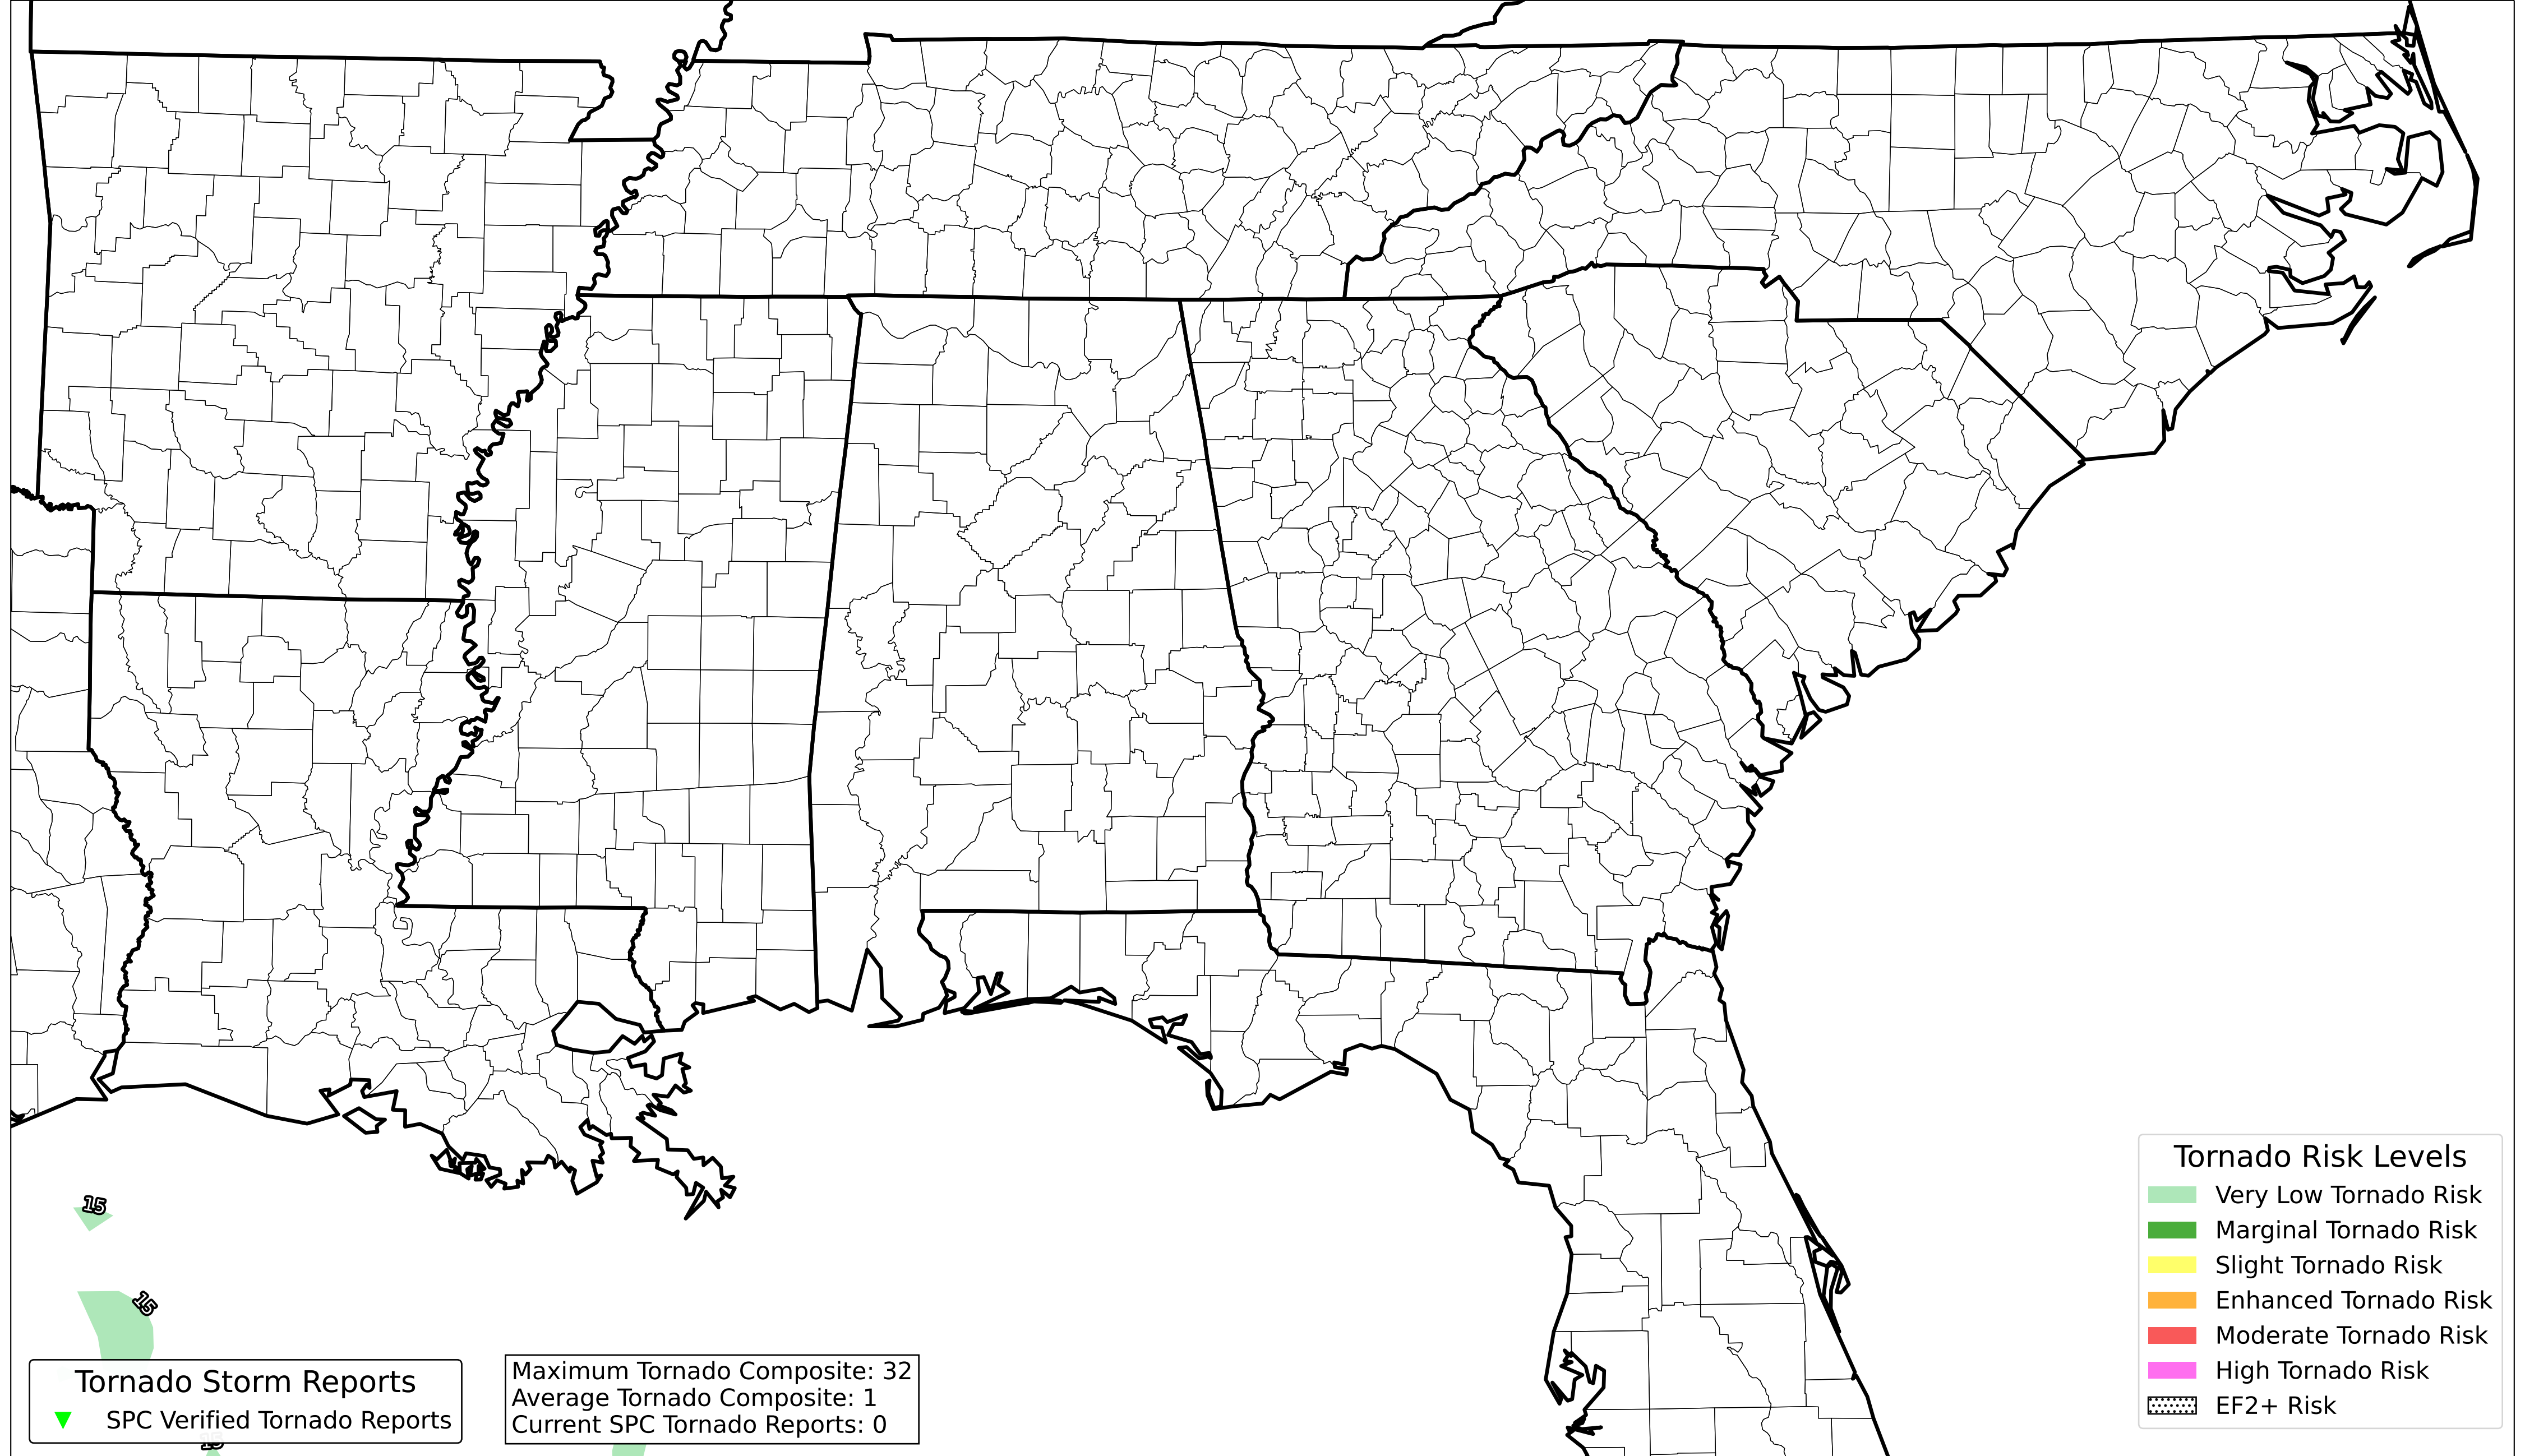 15
15
Tornado Storm Reports
SPC Verified Tornado Reports
15
Maximum Tornado Composite: 32
Average Tornado Composite: 1
Current SPC Tornado Reports: 0
Tornado Risk Levels
Very Low Tornado Risk
Marginal Tornado Risk
Slight Tornado Risk
Enhanced Tornado Risk
Moderate Tornado Risk
High Tornado Risk
EF2+ Risk